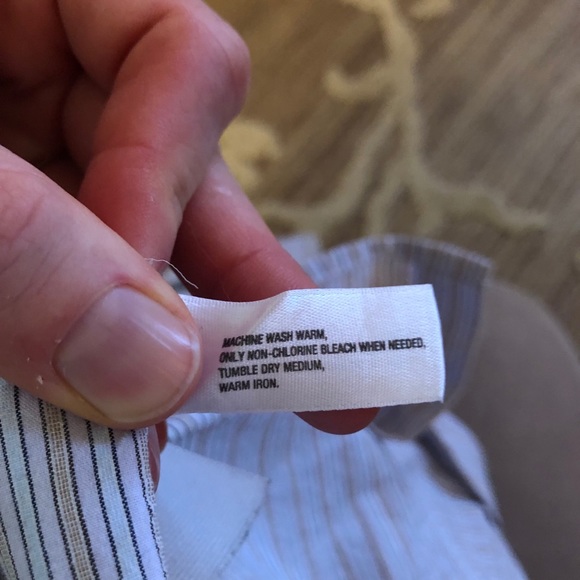 MACHINE WASH WARM,
ONLY NON-CHLORINE BLEACH WHEN NEEDED,
TUMBLE DRY MEDIUM,
WARM IRON.